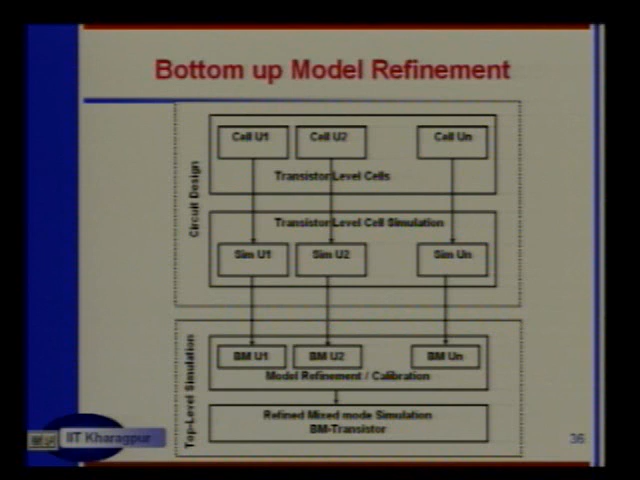 Bottom up Model Refinement
Circuit Design
Cell U1
Cell U2
Cell Un
Transistor Level Cells
Transistor Level Cell Simulation
Sim U1
Sim U2
Sim Un
Top-Level Simulation
BM U1
BM U2
BM Un
Model Refinement / Calibration
Refined Mixed mode Simulation
BM-Transistor
IIT Kharagpur
36